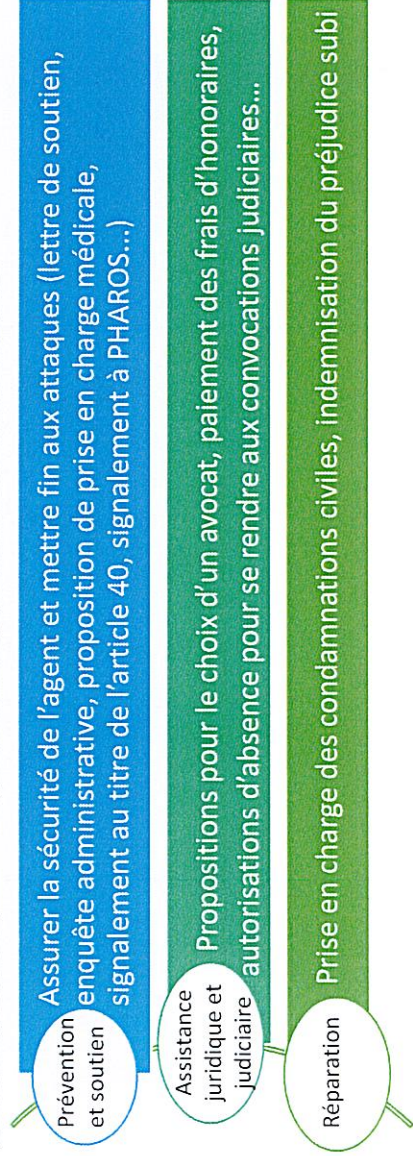 Prévention
et soutien
Assurer la sécurité de l'agent et mettre fin aux attaques (lettre de soutien,
enquête administrative, proposition de prise en charge médicale,
signalement au titre de l'article 40, signalement à PHAROS...)
Assistance
juridique et
judiciaire
Propositions pour le choix d'un avocat, paiement des frais d'honoraires,
autorisations d'absence pour se rendre aux convocations judiciaires...
Réparation
Prise en charge des condamnations civiles, indemnisation du préjudice subi